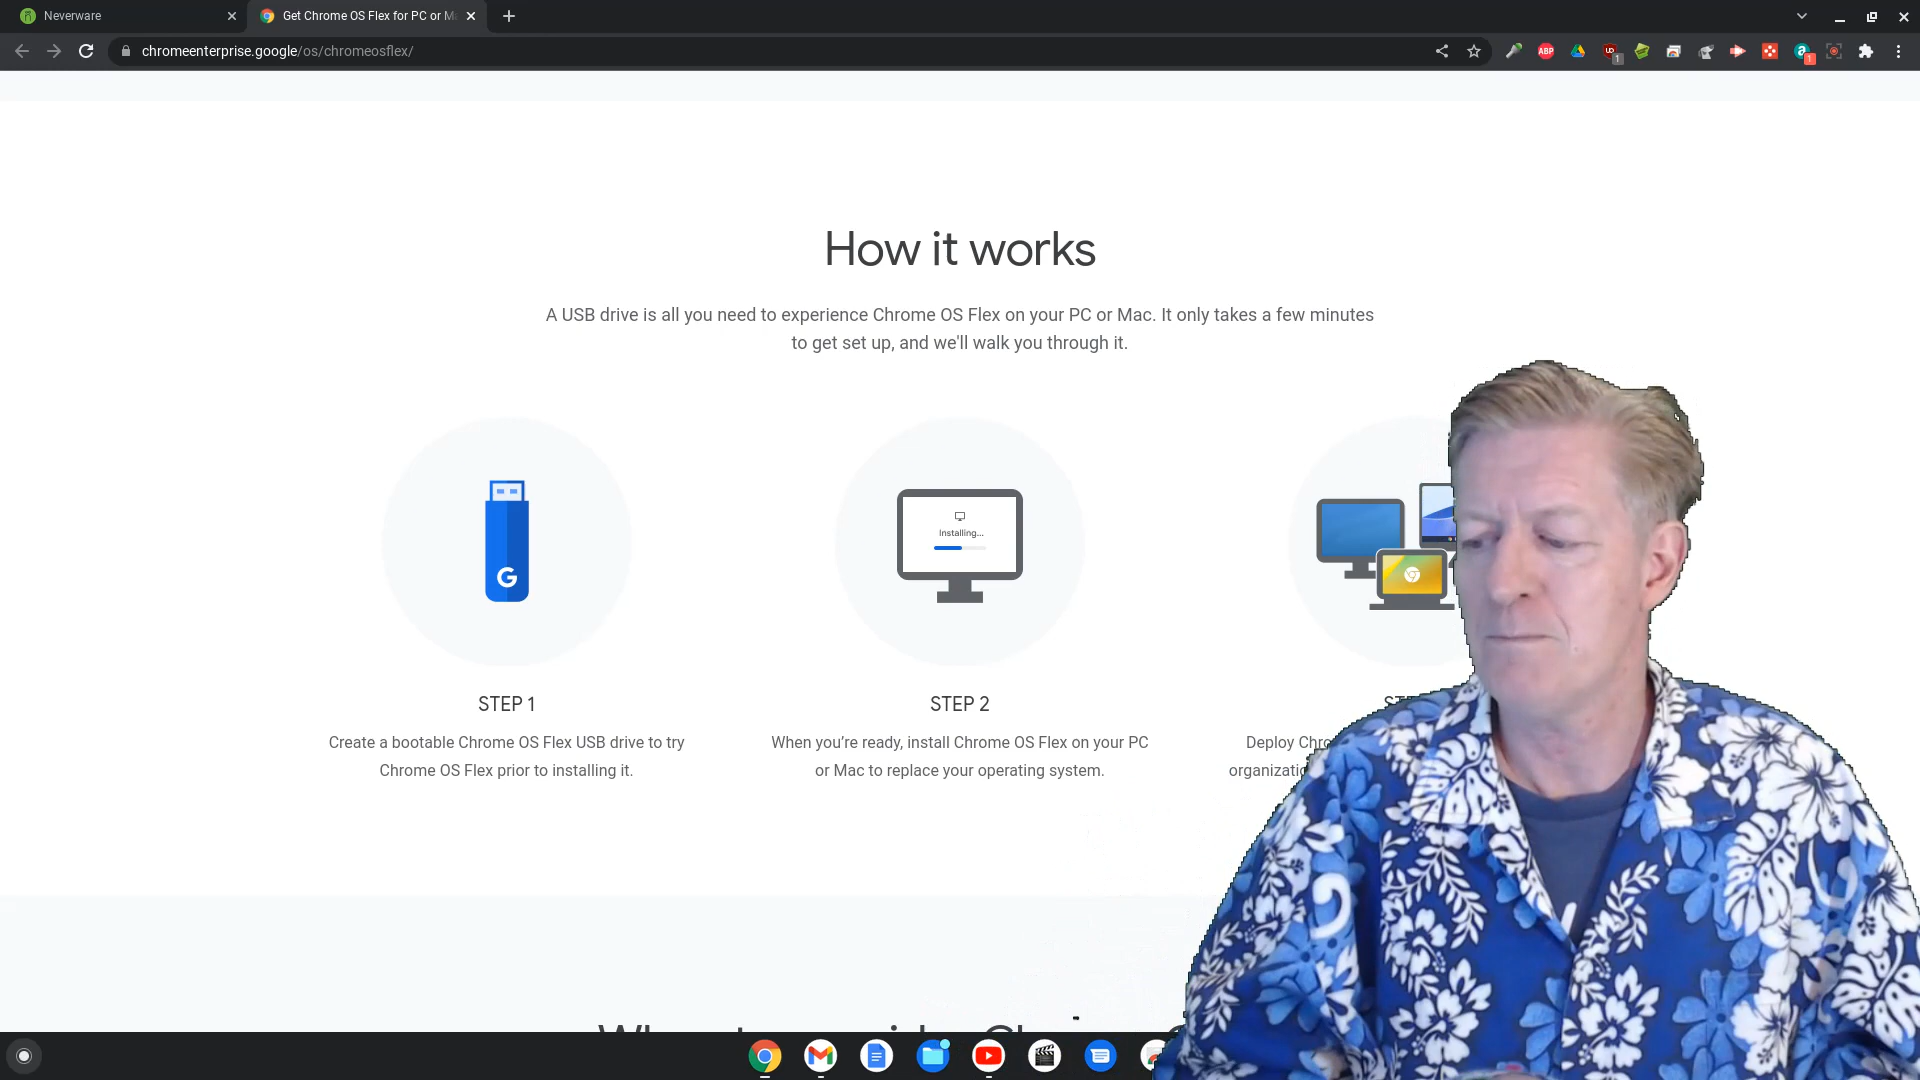 Neverware
Get Chrome OS Flex for PC or M
chromeenterprise.google/os/chromeosflex/
ABP
1
1
How it works
A USB drive is all you need to experience Chrome OS Flex on your PC or Mac. It only takes a few minutes
to get set up, and we'll walk you through it.
Installing...
G
STEP 1
STEP 2
Create a bootable Chrome OS Flex USB drive to try
Chrome OS Flex prior to installing it.
When you’re ready, install Chrome OS Flex on your PC
or Mac to replace your operating system.
Deploy